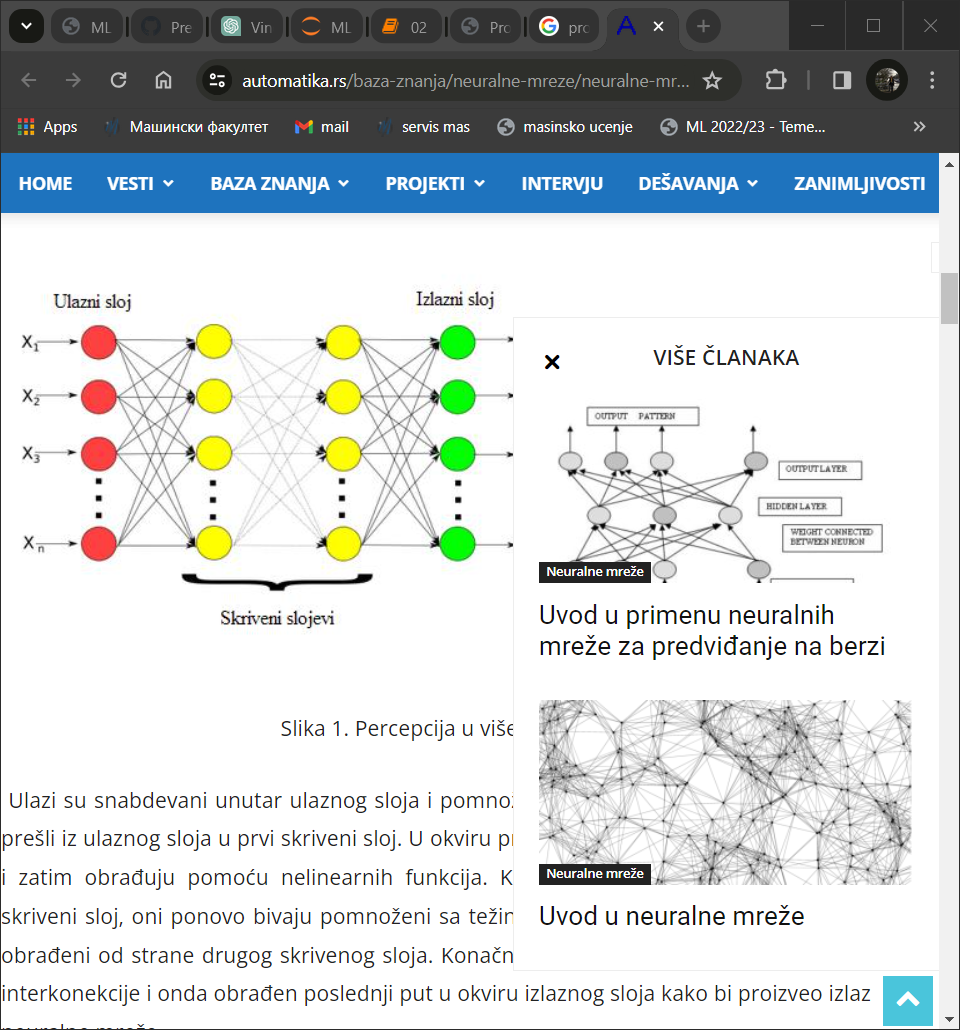 ML
Pre
Vin
ML
02
Pro
prc
automatika.rs/baza-znanja/neuralne-mreze/neuralne-mr...
Apps
Машински факултет
mail
servis mas
masinsko ucenje
ML 2022/23 - Teme...
HOME
VESTI
BAZA ZNANJA
PROJEKTI
INTERVJU
DEŠAVANJA
ZANIMLJIVOSTI
Ulazni sloj
Izlazni sloj
X1
X2
X3
Xn
Skriveni slojevi
Slika 1. Percepcija u više
Ulazi su snabdevani unutar ulaznog sloja i pomnož
prešli iz ulaznog sloja u prvi skriveni sloj. U okviru pr
i zatim obrađuju pomoću nelinearnih funkcija. K
skriveni sloj, oni ponovo bivaju pomnoženi sa težin
obrađeni od strane drugog skrivenog sloja. Konačn
interkonekcije i onda obrađen poslednji put u okviru izlaznog sloja kako bi proizveo izlaz
neuralne mreže
VIŠE ČLANAKA
OUTPUT PATTERN
OUTPUT LAYER
HIDDEN LAYER
WEIGHT CONNECTED
BETWEEN NEURON
Neuralne mreže
Uvod u primenu neuralnih
mreže za predviđanje na berzi
Neuralne mreže
Uvod u neuralne mreže